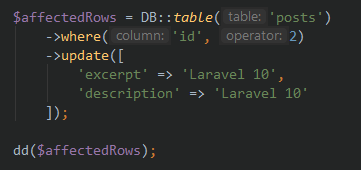 $affectedRows = DB::table( table: 'posts')
->where( column: 'id', operator: 2)
->update([
'excerpt' => 'Laravel 10',
'description' => 'Laravel 10'
]);
dd($affectedRows);